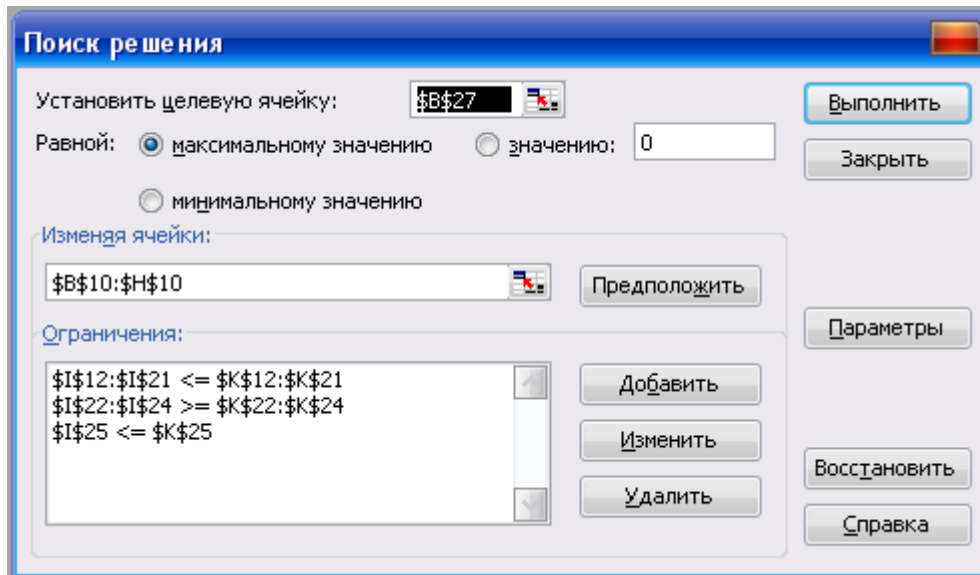 Поиск решения
Установить целевую ячейку: $B$27
Выполнить
Равной: максимальному значению значению: 0
Закрыть
минимальному значению
Изменяя ячейки:
$B$10:$H$10 Предположить
Параметры
Ограничения:
$I$12:$I$21 <= $K$12:$K$21
$I$22:$I$24 >= $K$22:$K$24
$I$25 <= $K$25
Добавить
Изменить
Удалить
Восстановить
Справка